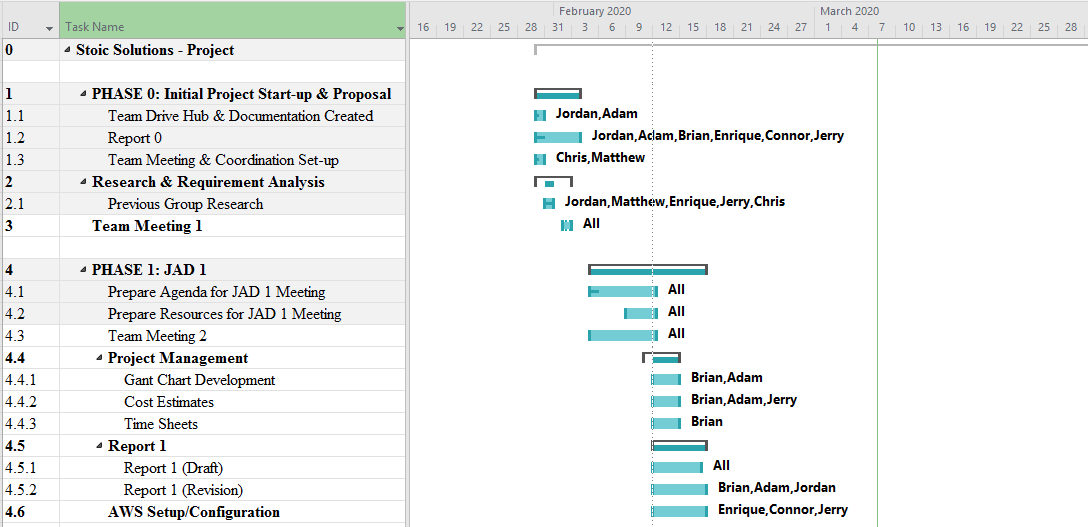 February 2020 March 2020
ID Task Name 16 19 22 25 28 31 3 6 9 12 15 18 21 24 27 1 4 7 10 13 16 19 22 25 28
0 Stoic Solutions - Project
1 PHASE 0: Initial Project Start-up & Proposal
1.1 Team Drive Hub & Documentation Created Jordan,Adam
1.2 Report 0 Jordan,Adam,Brian,Enrique,Connor,Jerry
1.3 Team Meeting & Coordination Set-up Chris,Matthew
2 Research & Requirement Analysis
2.1 Previous Group Research Jordan,Matthew,Enrique,Jerry,Chris
3 Team Meeting 1 All
4 PHASE 1: JAD 1
4.1 Prepare Agenda for JAD 1 Meeting All
4.2 Prepare Resources for JAD 1 Meeting All
4.3 Team Meeting 2 All
4.4 Project Management
4.4.1 Gant Chart Development Brian,Adam
4.4.2 Cost Estimates Brian,Adam,Jerry
4.4.3 Time Sheets Brian
4.5 Report 1
4.5.1 Report 1 (Draft) All
4.5.2 Report 1 (Revision) Brian,Adam,Jordan
4.6 AWS Setup/Configuration Enrique,Connor,Jerry